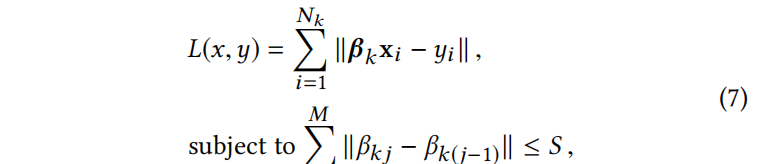 L(x, y) = \sum_{i=1}^{N_k} \|\boldsymbol{\beta}_k \mathbf{x}_i - y_i\| ,
(7)
subject to \sum^{M} \|\beta_{kj} - \beta_{k(j-1)}\| \leq S ,